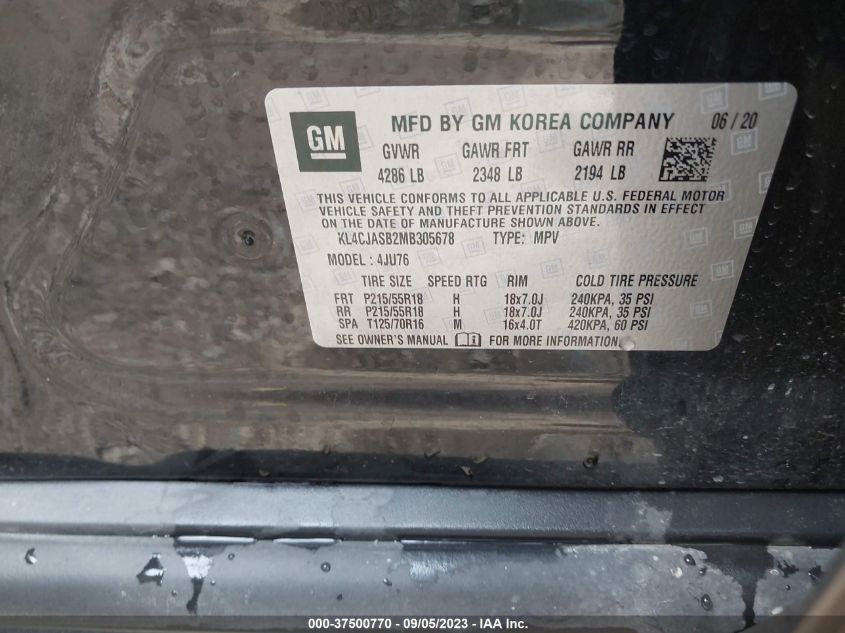 GM
MFD BY GM KOREA COMPANY 06 / 20
GVWR GAWR FRT GAWR RR
4286 LB 2348 LB 2194 LB
THIS VEHICLE CONFORMS TO ALL APPLICABLE U.S. FEDERAL MOTOR
VEHICLE SAFETY AND THEFT PREVENTION STANDARDS IN EFFECT
ON THE DATE OF MANUFACTURE SHOWN ABOVE.
KL4CJASB2MB305678 TYPE: MPV
MODEL : 4JU76
TIRE SIZE SPEED RTG RIM COLD TIRE PRESSURE
FRT P215/55R18 H 18x7.0J 240KPA, 35 PSI
RR P215/55R18 H 18x7.0J 240KPA, 35 PSI
SPA T125/70R16 M 16x4.0T 420KPA, 60 PSI
SEE OWNER'S MANUAL FOR MORE INFORMATION.
000-37500770 - 09/05/2023 - IAA Inc.